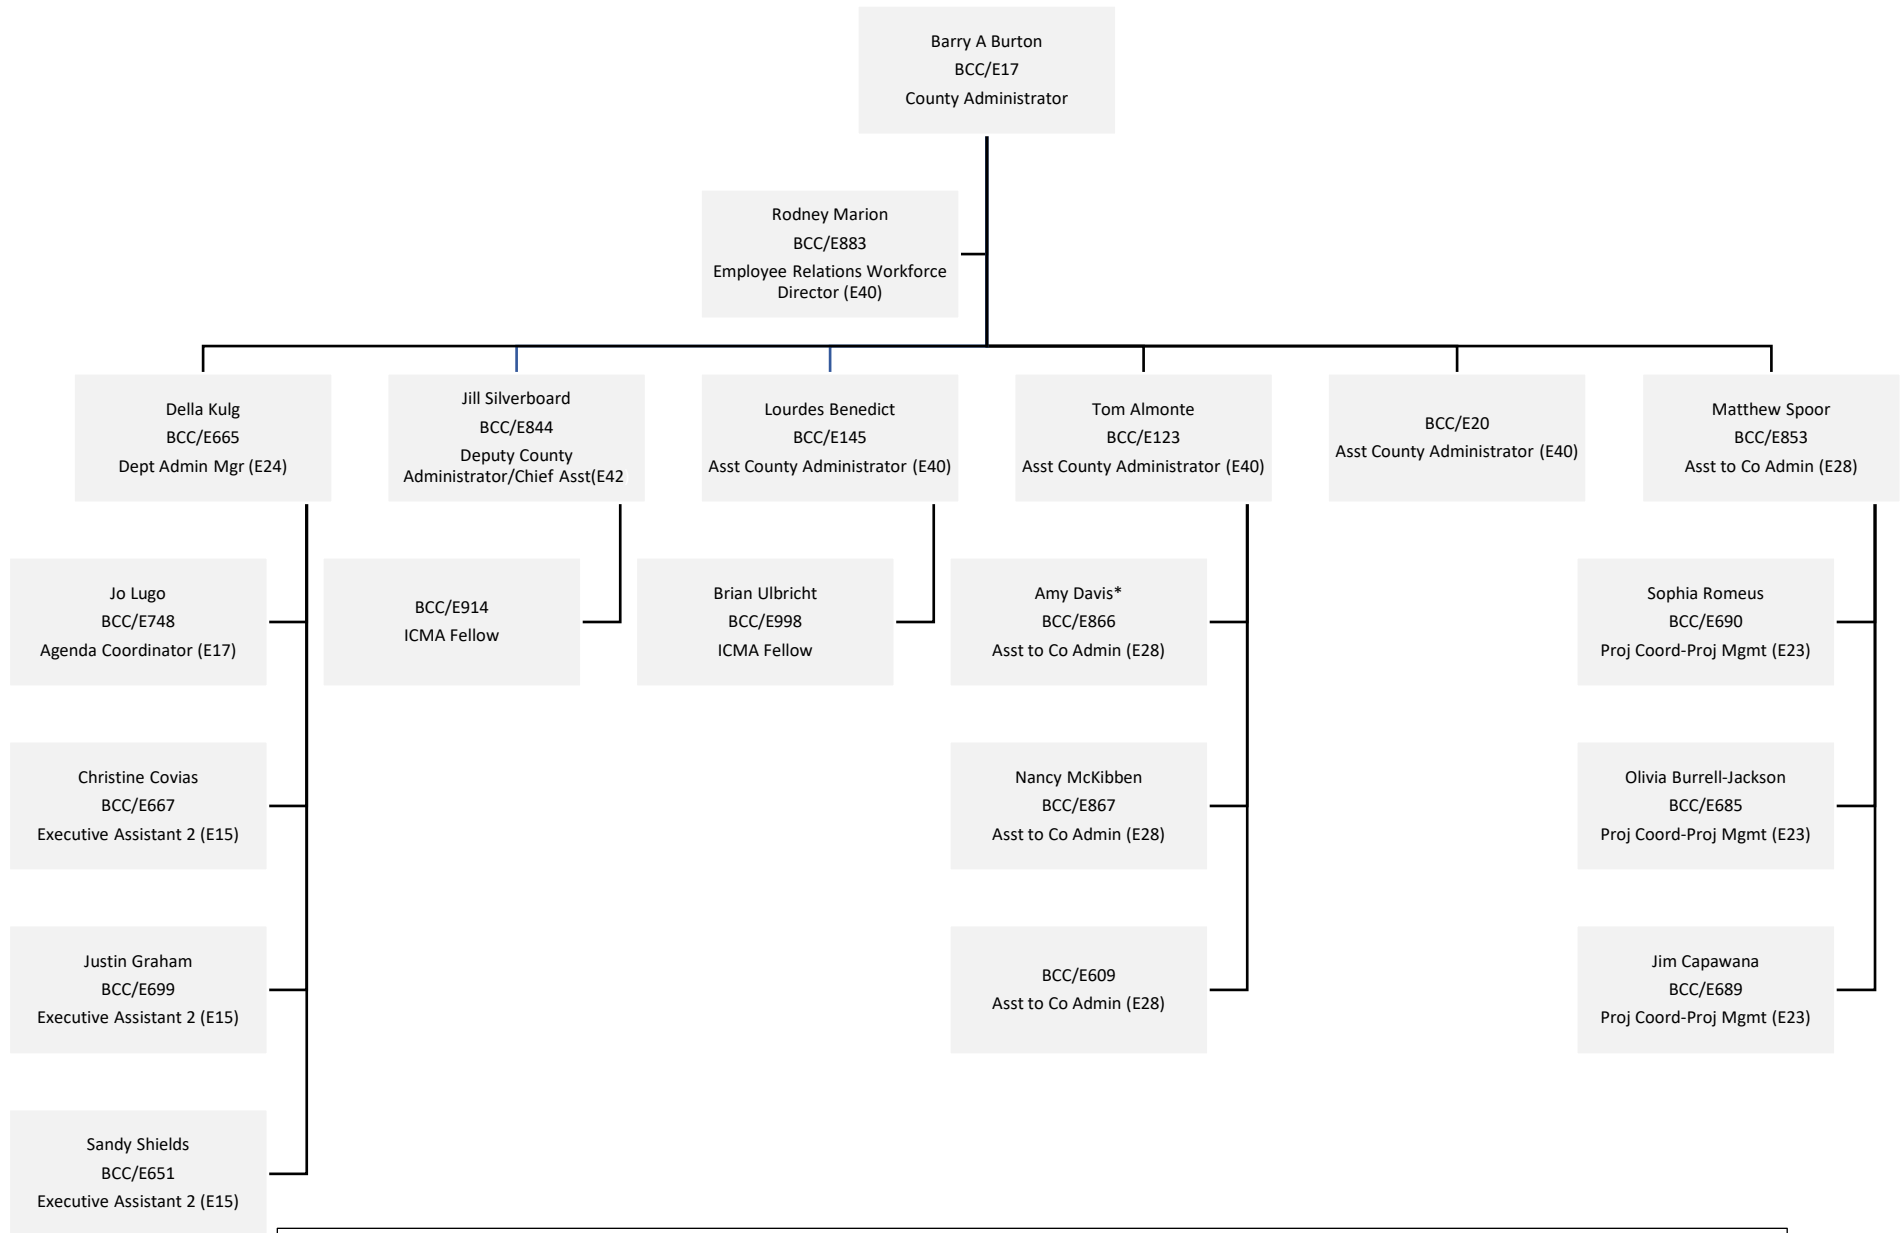 Barry A Burton
BCC/E17
County Administrator
Rodney Marion
BCC/E883
Employee Relations Workforce
Director (E40)
Della Kulg
BCC/E665
Dept Admin Mgr (E24)
Jill Silverboard
BCC/E844
Deputy County
Administrator/Chief Asst(E42
Lourdes Benedict
BCC/E145
Asst County Administrator (E40)
Tom Almonte
BCC/E123
Asst County Administrator (E40)
BCC/E20
Asst County Administrator (E40)
Matthew Spoor
BCC/E853
Asst to Co Admin (E28)
Jo Lugo
BCC/E748
Agenda Coordinator (E17)
BCC/E914
ICMA Fellow
Brian Ulbricht
BCC/E998
ICMA Fellow
Amy Davis*
BCC/E866
Asst to Co Admin (E28)
Sophia Romeus
BCC/E690
Proj Coord-Proj Mgmt (E23)
Christine Covias
BCC/E667
Executive Assistant 2 (E15)
Nancy McKibben
BCC/E867
Asst to Co Admin (E28)
Olivia Burrell-Jackson
BCC/E685
Proj Coord-Proj Mgmt (E23)
Justin Graham
BCC/E699
Executive Assistant 2 (E15)
BCC/E609
Asst to Co Admin (E28)
Jim Capawana
BCC/E689
Proj Coord-Proj Mgmt (E23)
Sandy Shields
BCC/E651
Executive Assistant 2 (E15)